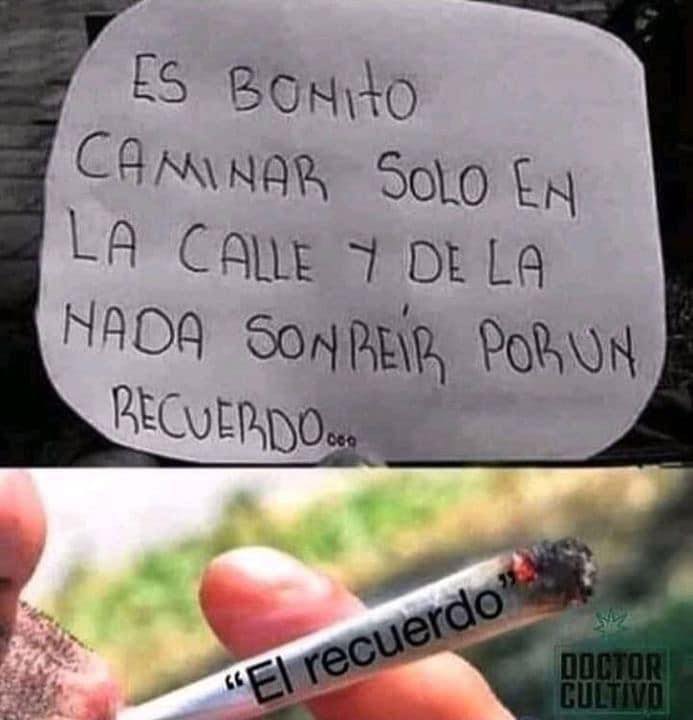 ES BONITO
CAMINAR SOLO EN
LA CALLE Y DE LA
NADA SONREÍR POR UN
RECUERDO...
“El recuerdo”
DOCTOR
CULTIVO